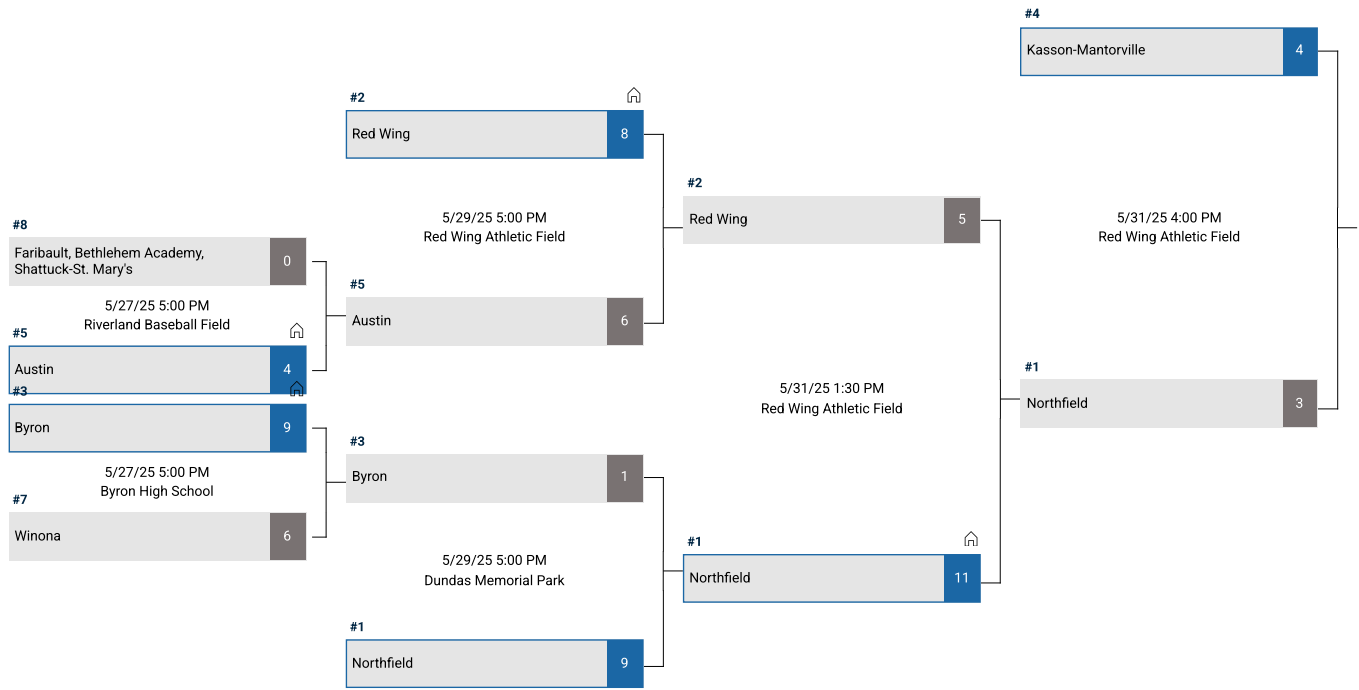 #4
Kasson-Mantorville
4
#2
Red Wing
8
#2
Red Wing
5
5/29/25 5:00 PM
Red Wing Athletic Field
5/31/25 4:00 PM
Red Wing Athletic Field
#8
Faribault, Bethlehem Academy,
Shattuck-St. Mary's
0
5/27/25 5:00 PM
Riverland Baseball Field
#5
Austin
6
#5
Austin
4
#3
Byron
9
5/31/25 1:30 PM
Red Wing Athletic Field
#1
Northfield
3
5/27/25 5:00 PM
Byron High School
#3
Byron
1
#7
Winona
6
5/29/25 5:00 PM
Dundas Memorial Park
#1
Northfield
11
#1
Northfield
9